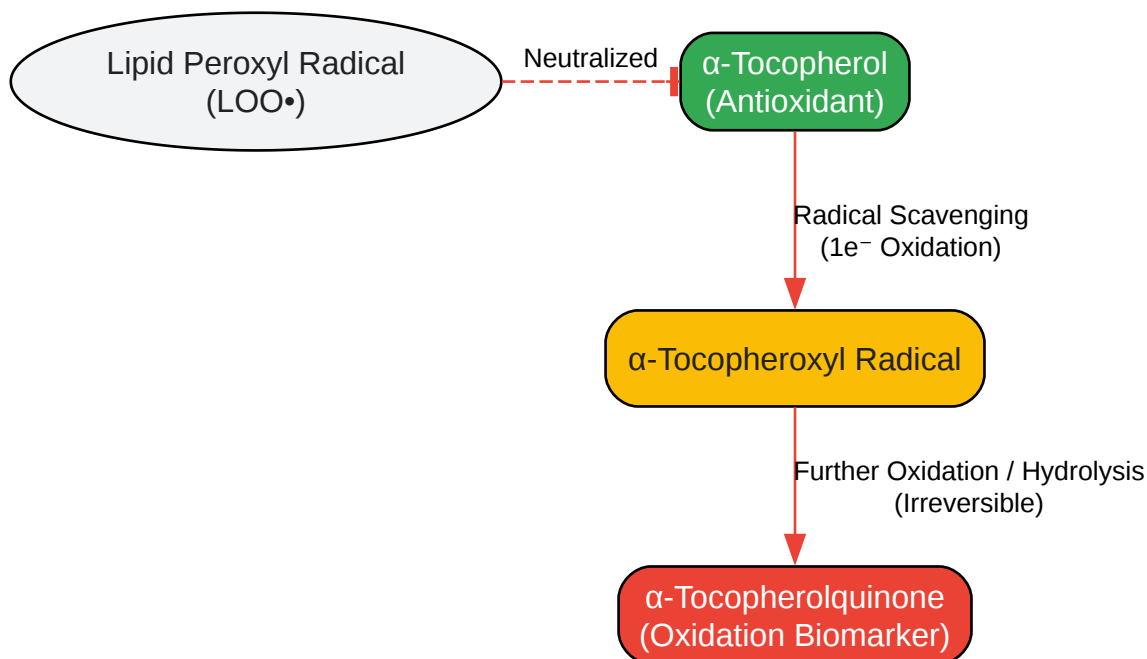 Lipid Peroxyl Radical
(LOO•)
Neutralized
α-Tocopherol
(Antioxidant)
Radical Scavenging
(1e⁻ Oxidation)
α-Tocopheroxyl Radical
Further Oxidation / Hydrolysis
(Irreversible)
α-Tocopherolquinone
(Oxidation Biomarker)